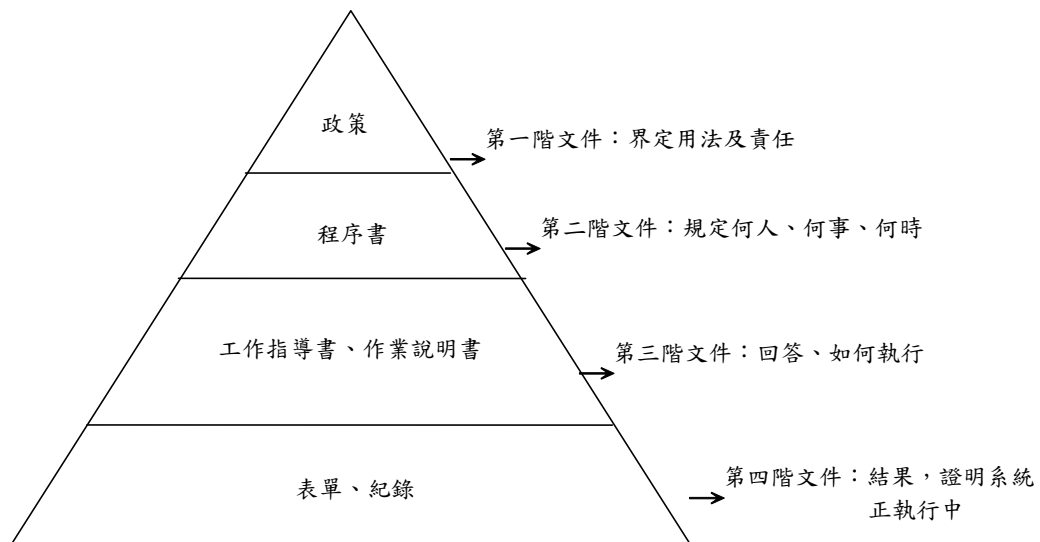 政策
第一階文件：界定用法及責任
程序書
第二階文件：規定何人、何事、何時
工作指導書、作業說明書
第三階文件：回答、如何執行
表單、紀錄
第四階文件：結果，證明系統
正執行中